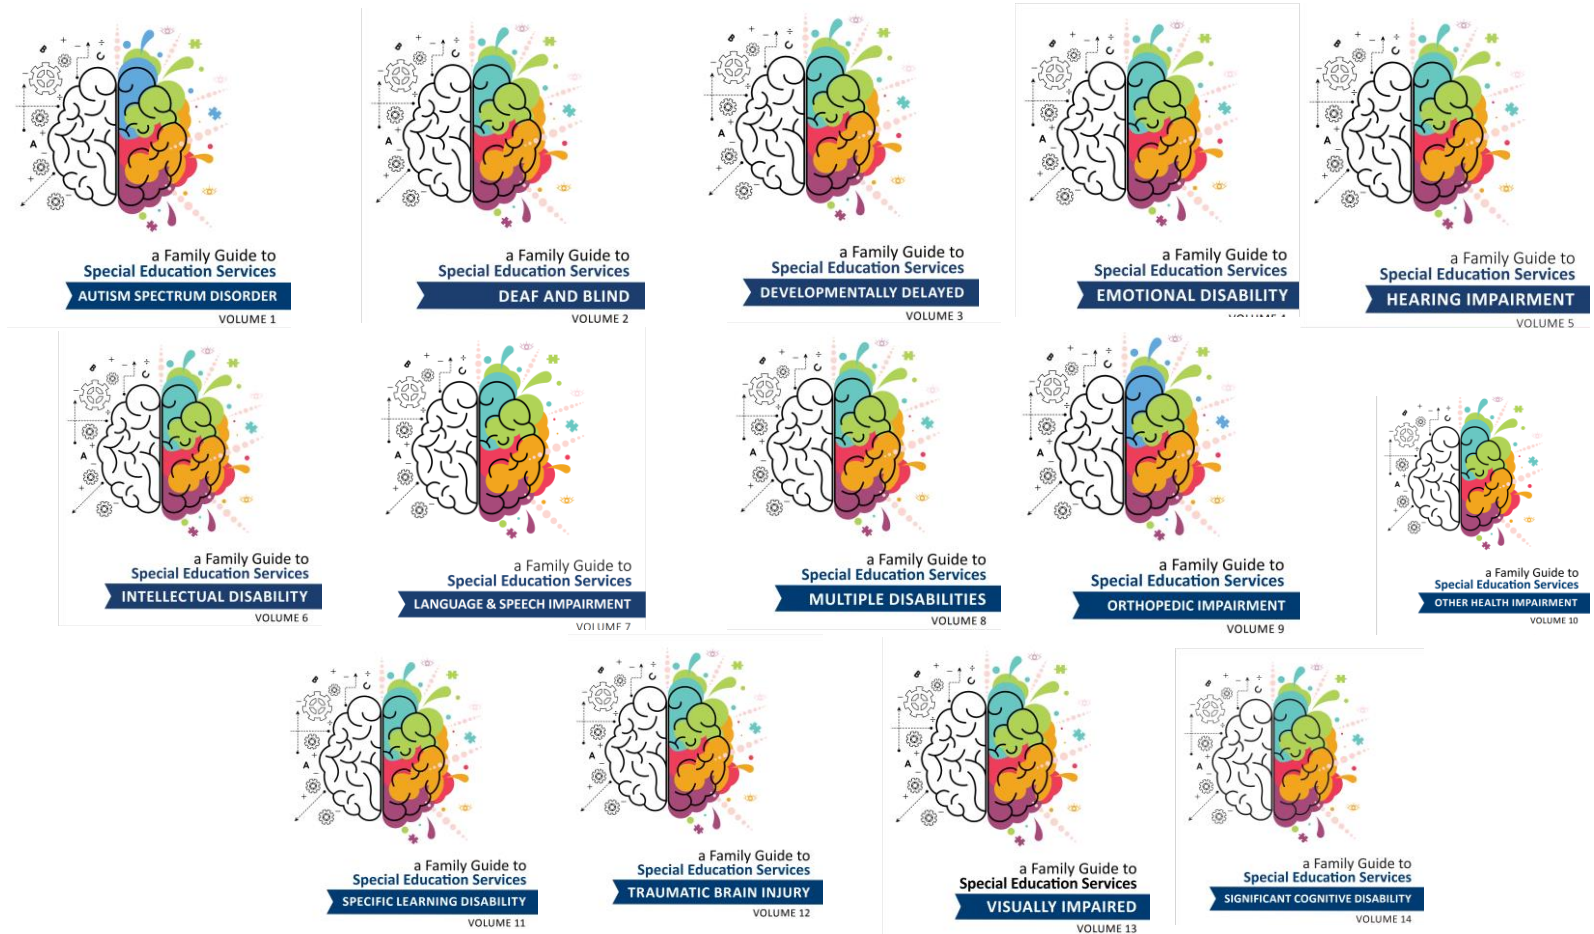 a Family Guide to
Special Education Services
AUTISM SPECTRUM DISORDER
VOLUME 1
a Family Guide to
Special Education Services
DEAF AND BLIND
VOLUME 2
a Family Guide to
Special Education Services
DEVELOPMENTALLY DELAYED
VOLUME 3
a Family Guide to
Special Education Services
EMOTIONAL DISABILITY
a Family Guide to
Special Education Services
HEARING IMPAIRMENT
VOLUME 5
a Family Guide to
Special Education Services
INTELLECTUAL DISABILITY
VOLUME 6
a Family Guide to
Special Education Services
LANGUAGE & SPEECH IMPAIRMENT
VOLUME 7
a Family Guide to
Special Education Services
MULTIPLE DISABILITIES
VOLUME 8
a Family Guide to
Special Education Services
ORTHOPEDIC IMPAIRMENT
VOLUME 9
a Family Guide to
Special Education Services
OTHER HEALTH IMPAIRMENT
VOLUME 10
a Family Guide to
Special Education Services
SPECIFIC LEARNING DISABILITY
VOLUME 11
a Family Guide to
Special Education Services
TRAUMATIC BRAIN INJURY
VOLUME 12
a Family Guide to
Special Education Services
VISUALLY IMPAIRED
VOLUME 13
a Family Guide to
Special Education Services
SIGNIFICANT COGNITIVE DISABILITY
VOLUME 14